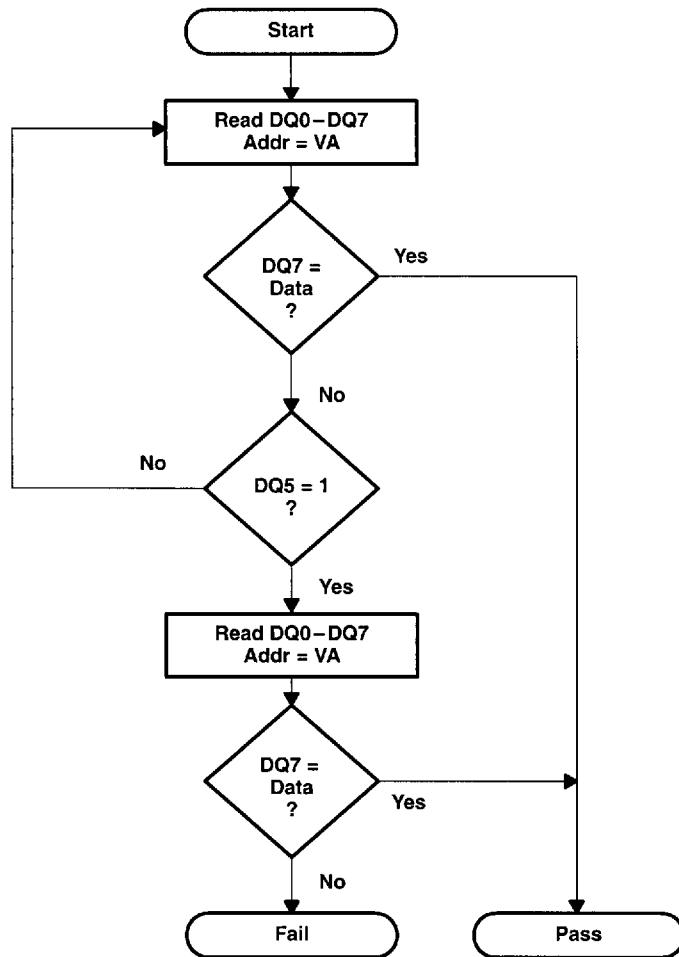 Start
Read DQ0–DQ7
Addr = VA
DQ7 =
Data
?
Yes
No
DQ5 = 1
?
No
Yes
Read DQ0–DQ7
Addr = VA
DQ7 =
Data
?
Yes
No
Fail
Pass